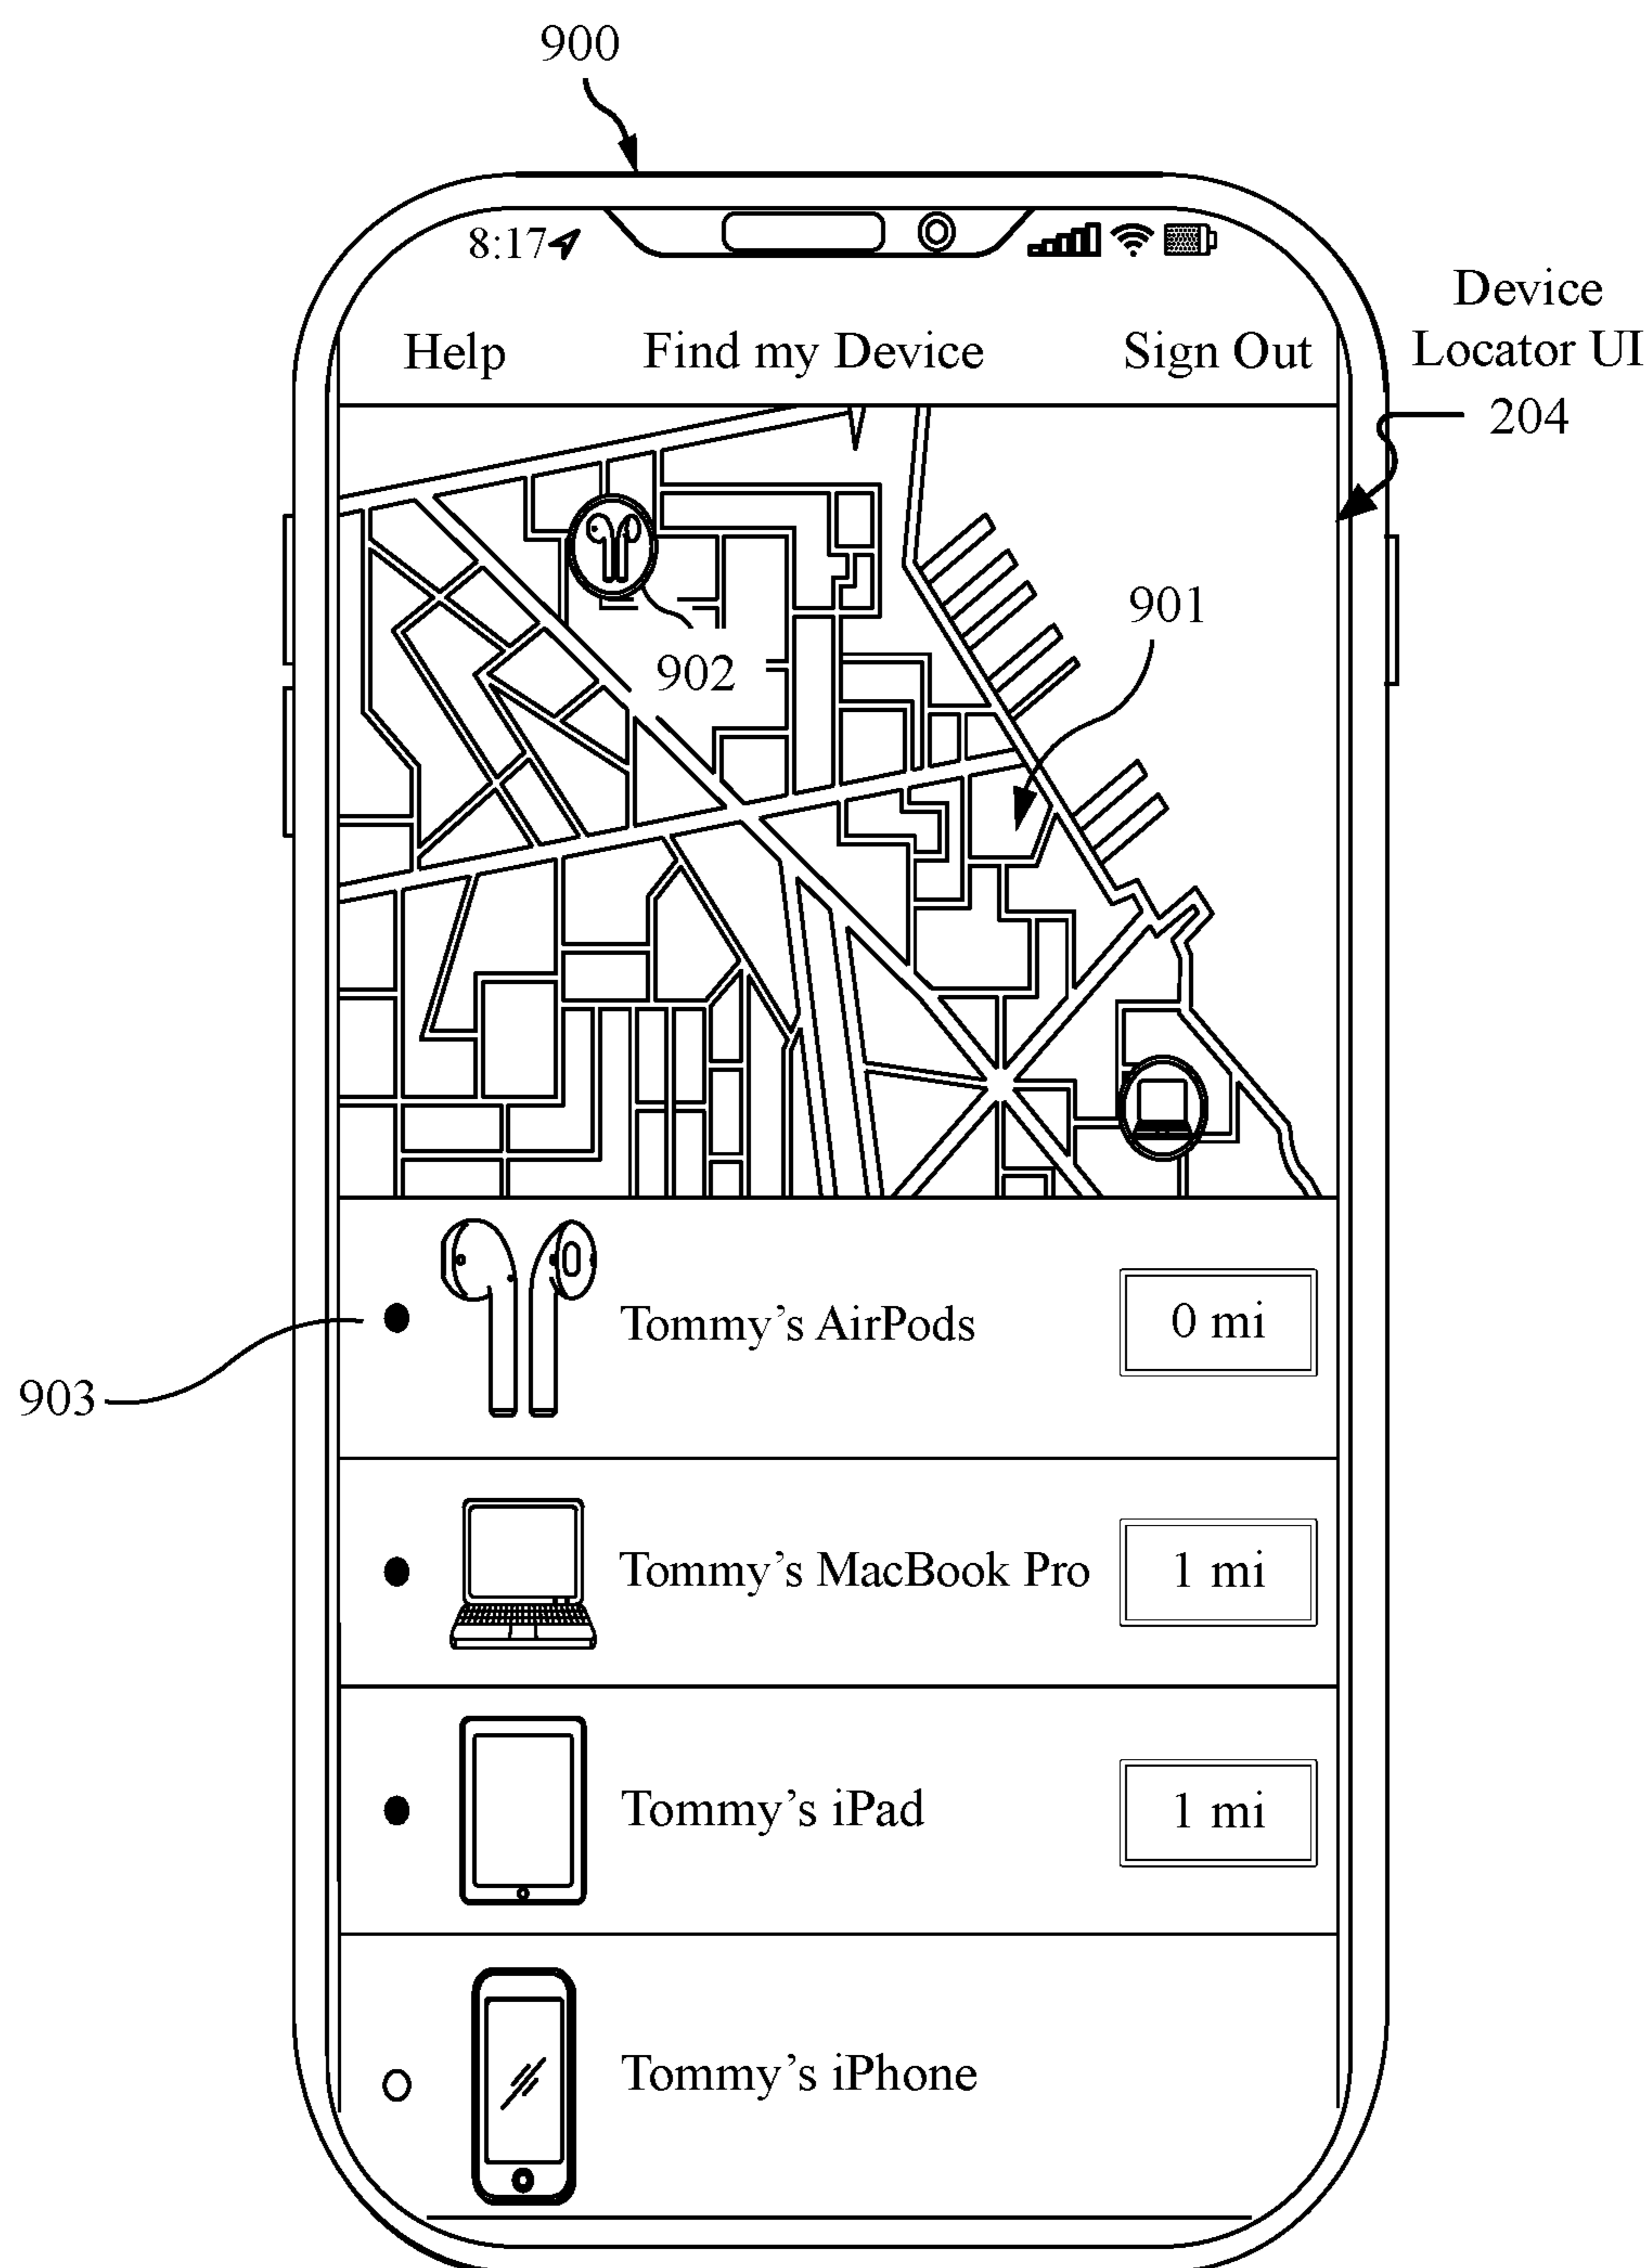 900
8:17
Device
Locator UI
204
Help Find my Device Sign Out
901
902
Tommy’s AirPods 0 mi
903
Tommy’s MacBook Pro 1 mi
Tommy’s iPad 1 mi
Tommy’s iPhone